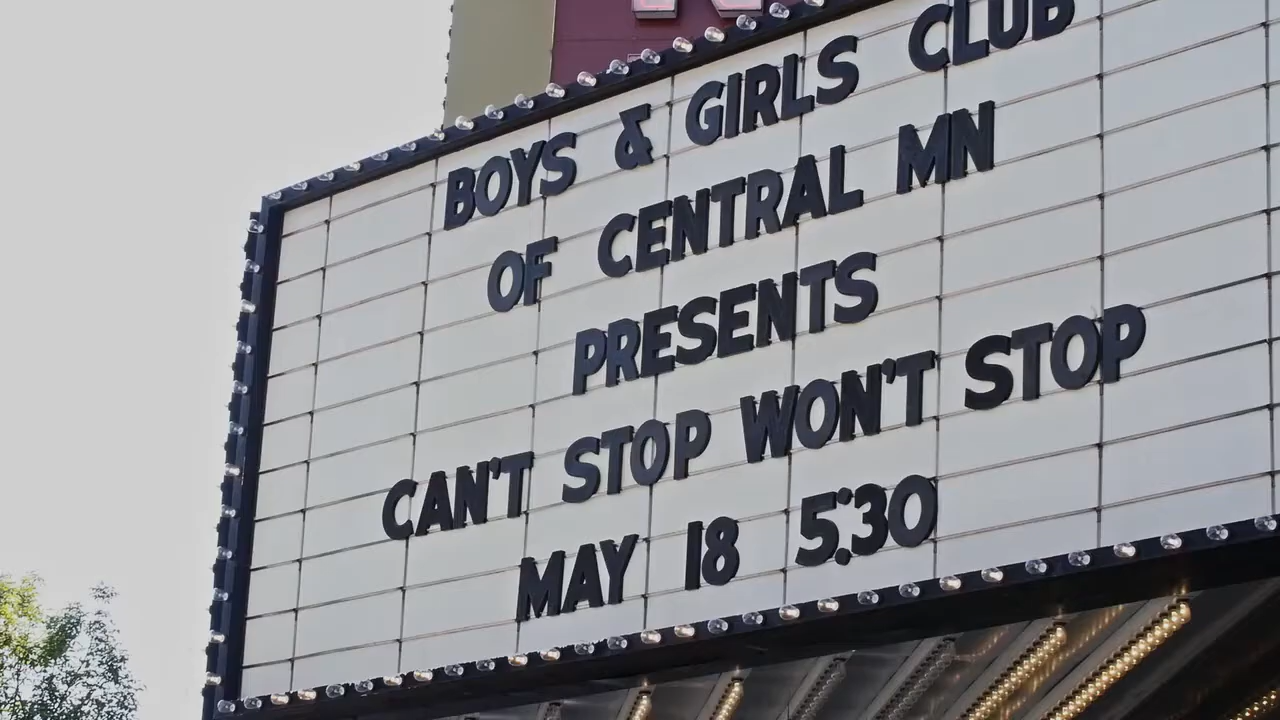 BOYS & GIRLS CLUB
OF CENTRAL MN
PRESENTS
CAN'T STOP WON'T STOP
MAY 18 5:30